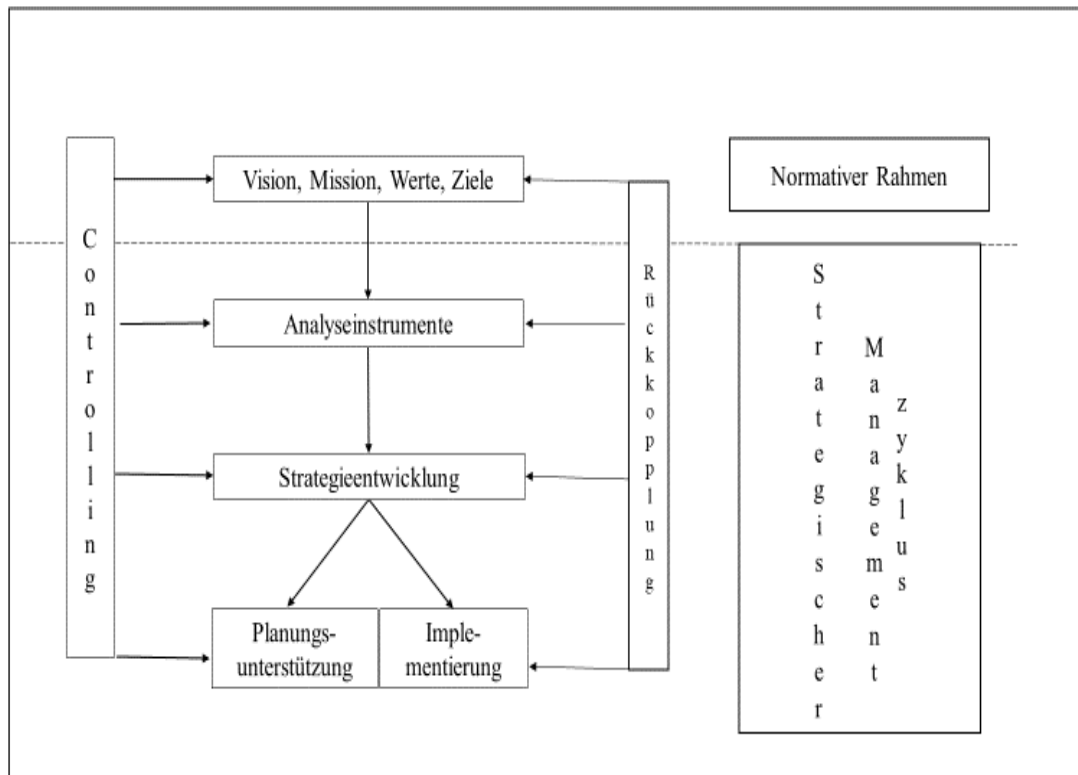 Controlling
Vision, Mission, Werte, Ziele
Analyseinstrumente
Strategieentwicklung
Planungs-
unterstützung
Imple-
mentierung
Rückkopplung
Normativer Rahmen
Strategischer
Management
zyklus